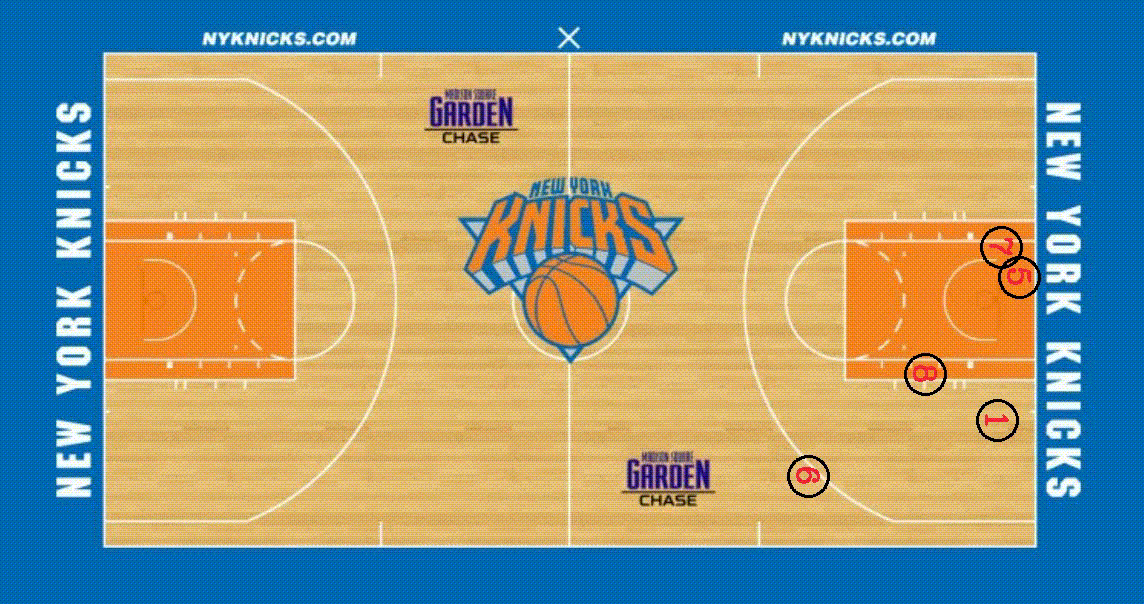 NYKNICKS.COM
NYKNICKS.COM
NEW YORK KNICKS
MADISON SQUARE
GARDEN
CHASE
NEW YORK
KNICKS
NEW YORK KNICKS
7
5
8
1
6
MADISON SQUARE
GARDEN
CHASE